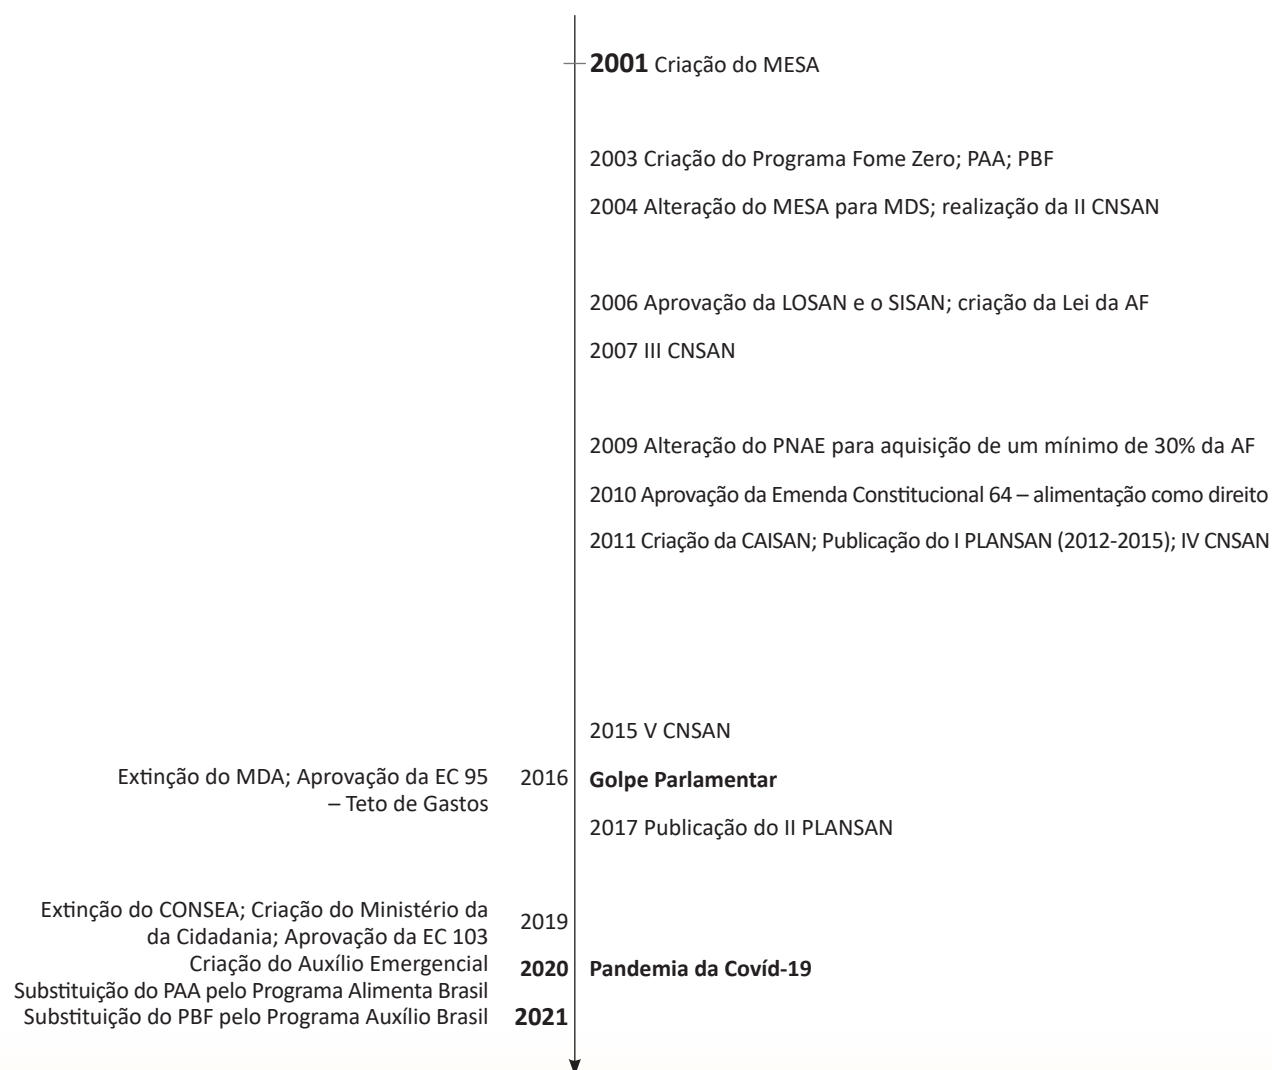 2001 Criação do MESA
2003 Criação do Programa Fome Zero; PAA; PBF
2004 Alteração do MESA para MDS; realização da II CNSAN
2006 Aprovação da LOSAN e o SISAN; criação da Lei da AF
2007 III CNSAN
2009 Alteração do PNAE para aquisição de um mínimo de 30% da AF
2010 Aprovação da Emenda Constitucional 64 – alimentação como direito
2011 Criação da CAISAN; Publicação do I PLANSAN (2012-2015); IV CNSAN
2015 V CNSAN
Extinção do MDA; Aprovação da EC 95 2016 Golpe Parlamentar
– Teto de Gastos
2017 Publicação do II PLANSAN
Extinção do CONSEA; Criação do Ministério da 2019
da Cidadania; Aprovação da EC 103
Criação do Auxílio Emergencial 2020 Pandemia da Covíd-19
Substituição do PAA pelo Programa Alimenta Brasil
Substituição do PBF pelo Programa Auxílio Brasil 2021